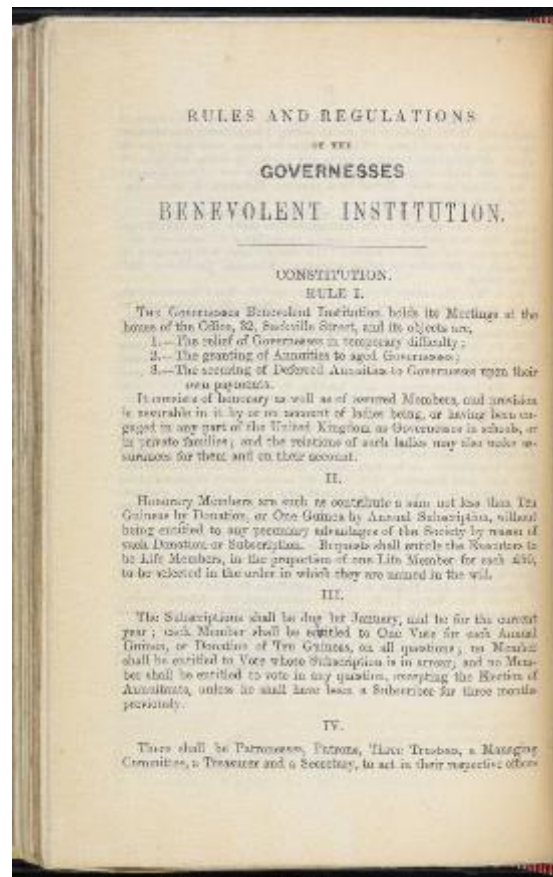 RULES AND REGULATIONS
OF THE
GOVERNESSES
BENEVOLENT INSTITUTION.
CONSTITUTION.
RULE I.
THE Governesses Benevolent Institution holds its Meetings at the
house of the Office, 32, Sackville Street, and its objects are,
1.—The relief of Governesses in temporary difficulty;
2.—The granting of Annuities to aged Governesses;
3.—The securing of Deferred Annuities to Governesses upon their
own payments.
It consists of honorary as well as of assured Members, and provision
is assurable in it by or on account of ladies being, or having been en-
gaged in any part of the United Kingdom as Governesses in schools, or
in private families; and the relations of such ladies may also make as-
surances for them and on their account.
II.
Honorary Members are such as contribute a sum not less than Ten
Guineas by Donation, or One Guinea by Annual Subscription, without
being entitled to any pecuniary advantages of the Society by reason of
such Donation or Subscription. Bequests shall entitle the Executors to
be Life Members, in the proportion of one Life Member for each £50,
to be selected in the order in which they are named in the will.
III.
The Subscriptions shall be due 1st January, and be for the current
year; each Member shall be entitled to One Vote for each Annual
Guinea, or Donation of Ten Guineas, on all questions; no Member
shall be entitled to Vote whose Subscription is in arrear, and no Mem-
ber shall be entitled to vote in any question, excepting the Election of
Annuitants, unless he shall have been a Subscriber for three months
previously.
IV.
There shall be Patronesses, Patrons, Three Trustees, a Managing
Committee, a Treasurer and a Secretary, to act in their respective offices